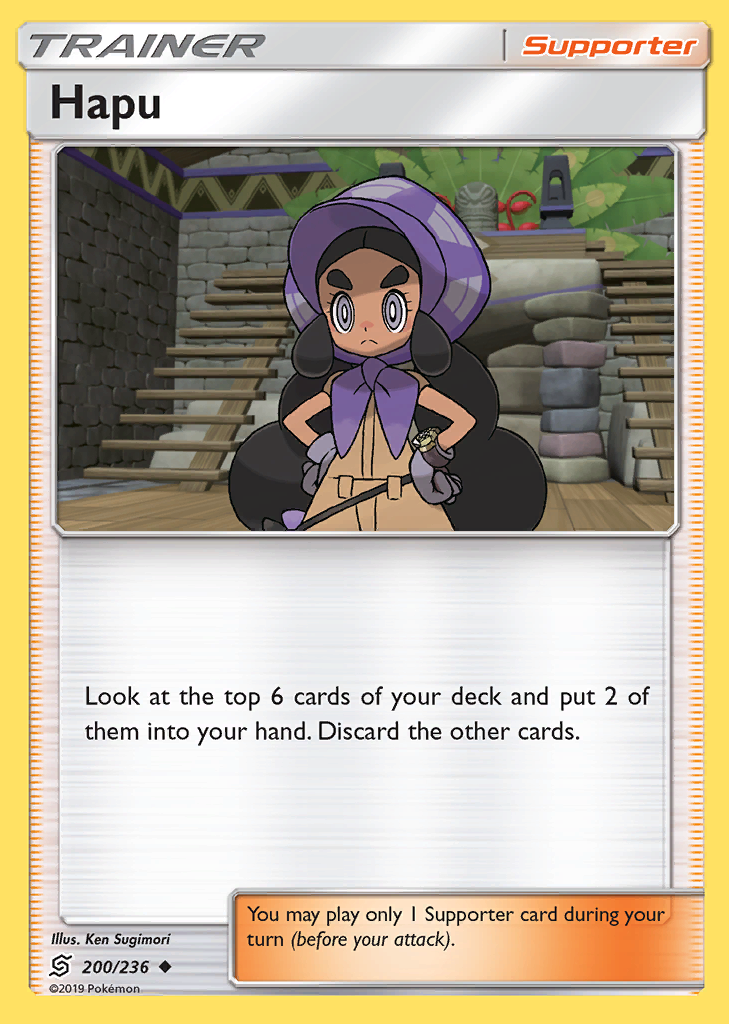 TRAINER
Supporter
Hapu
Look at the top 6 cards of your deck and put 2 of
them into your hand. Discard the other cards.
You may play only 1 Supporter card during your
turn (before your attack).
Illus. Ken Sugimori
200/236 ◆
©2019 Pokémon